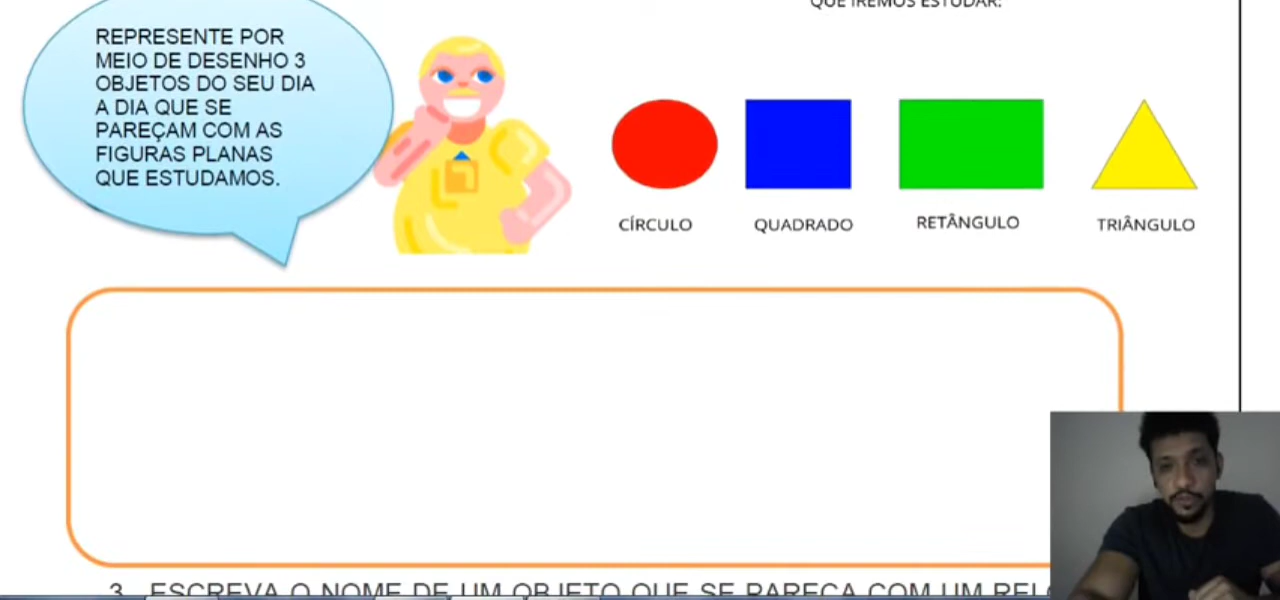 QUE IREMOS ESTUDAR:
REPRESENTE POR
MEIO DE DESENHO 3
OBJETOS DO SEU DIA
A DIA QUE SE
PAREÇAM COM AS
FIGURAS PLANAS
QUE ESTUDAMOS.
CÍRCULO QUADRADO RETÂNGULO TRIÂNGULO
3. ESCREVA O NOME DE UM OBJETO QUE SE PAREÇA COM UM